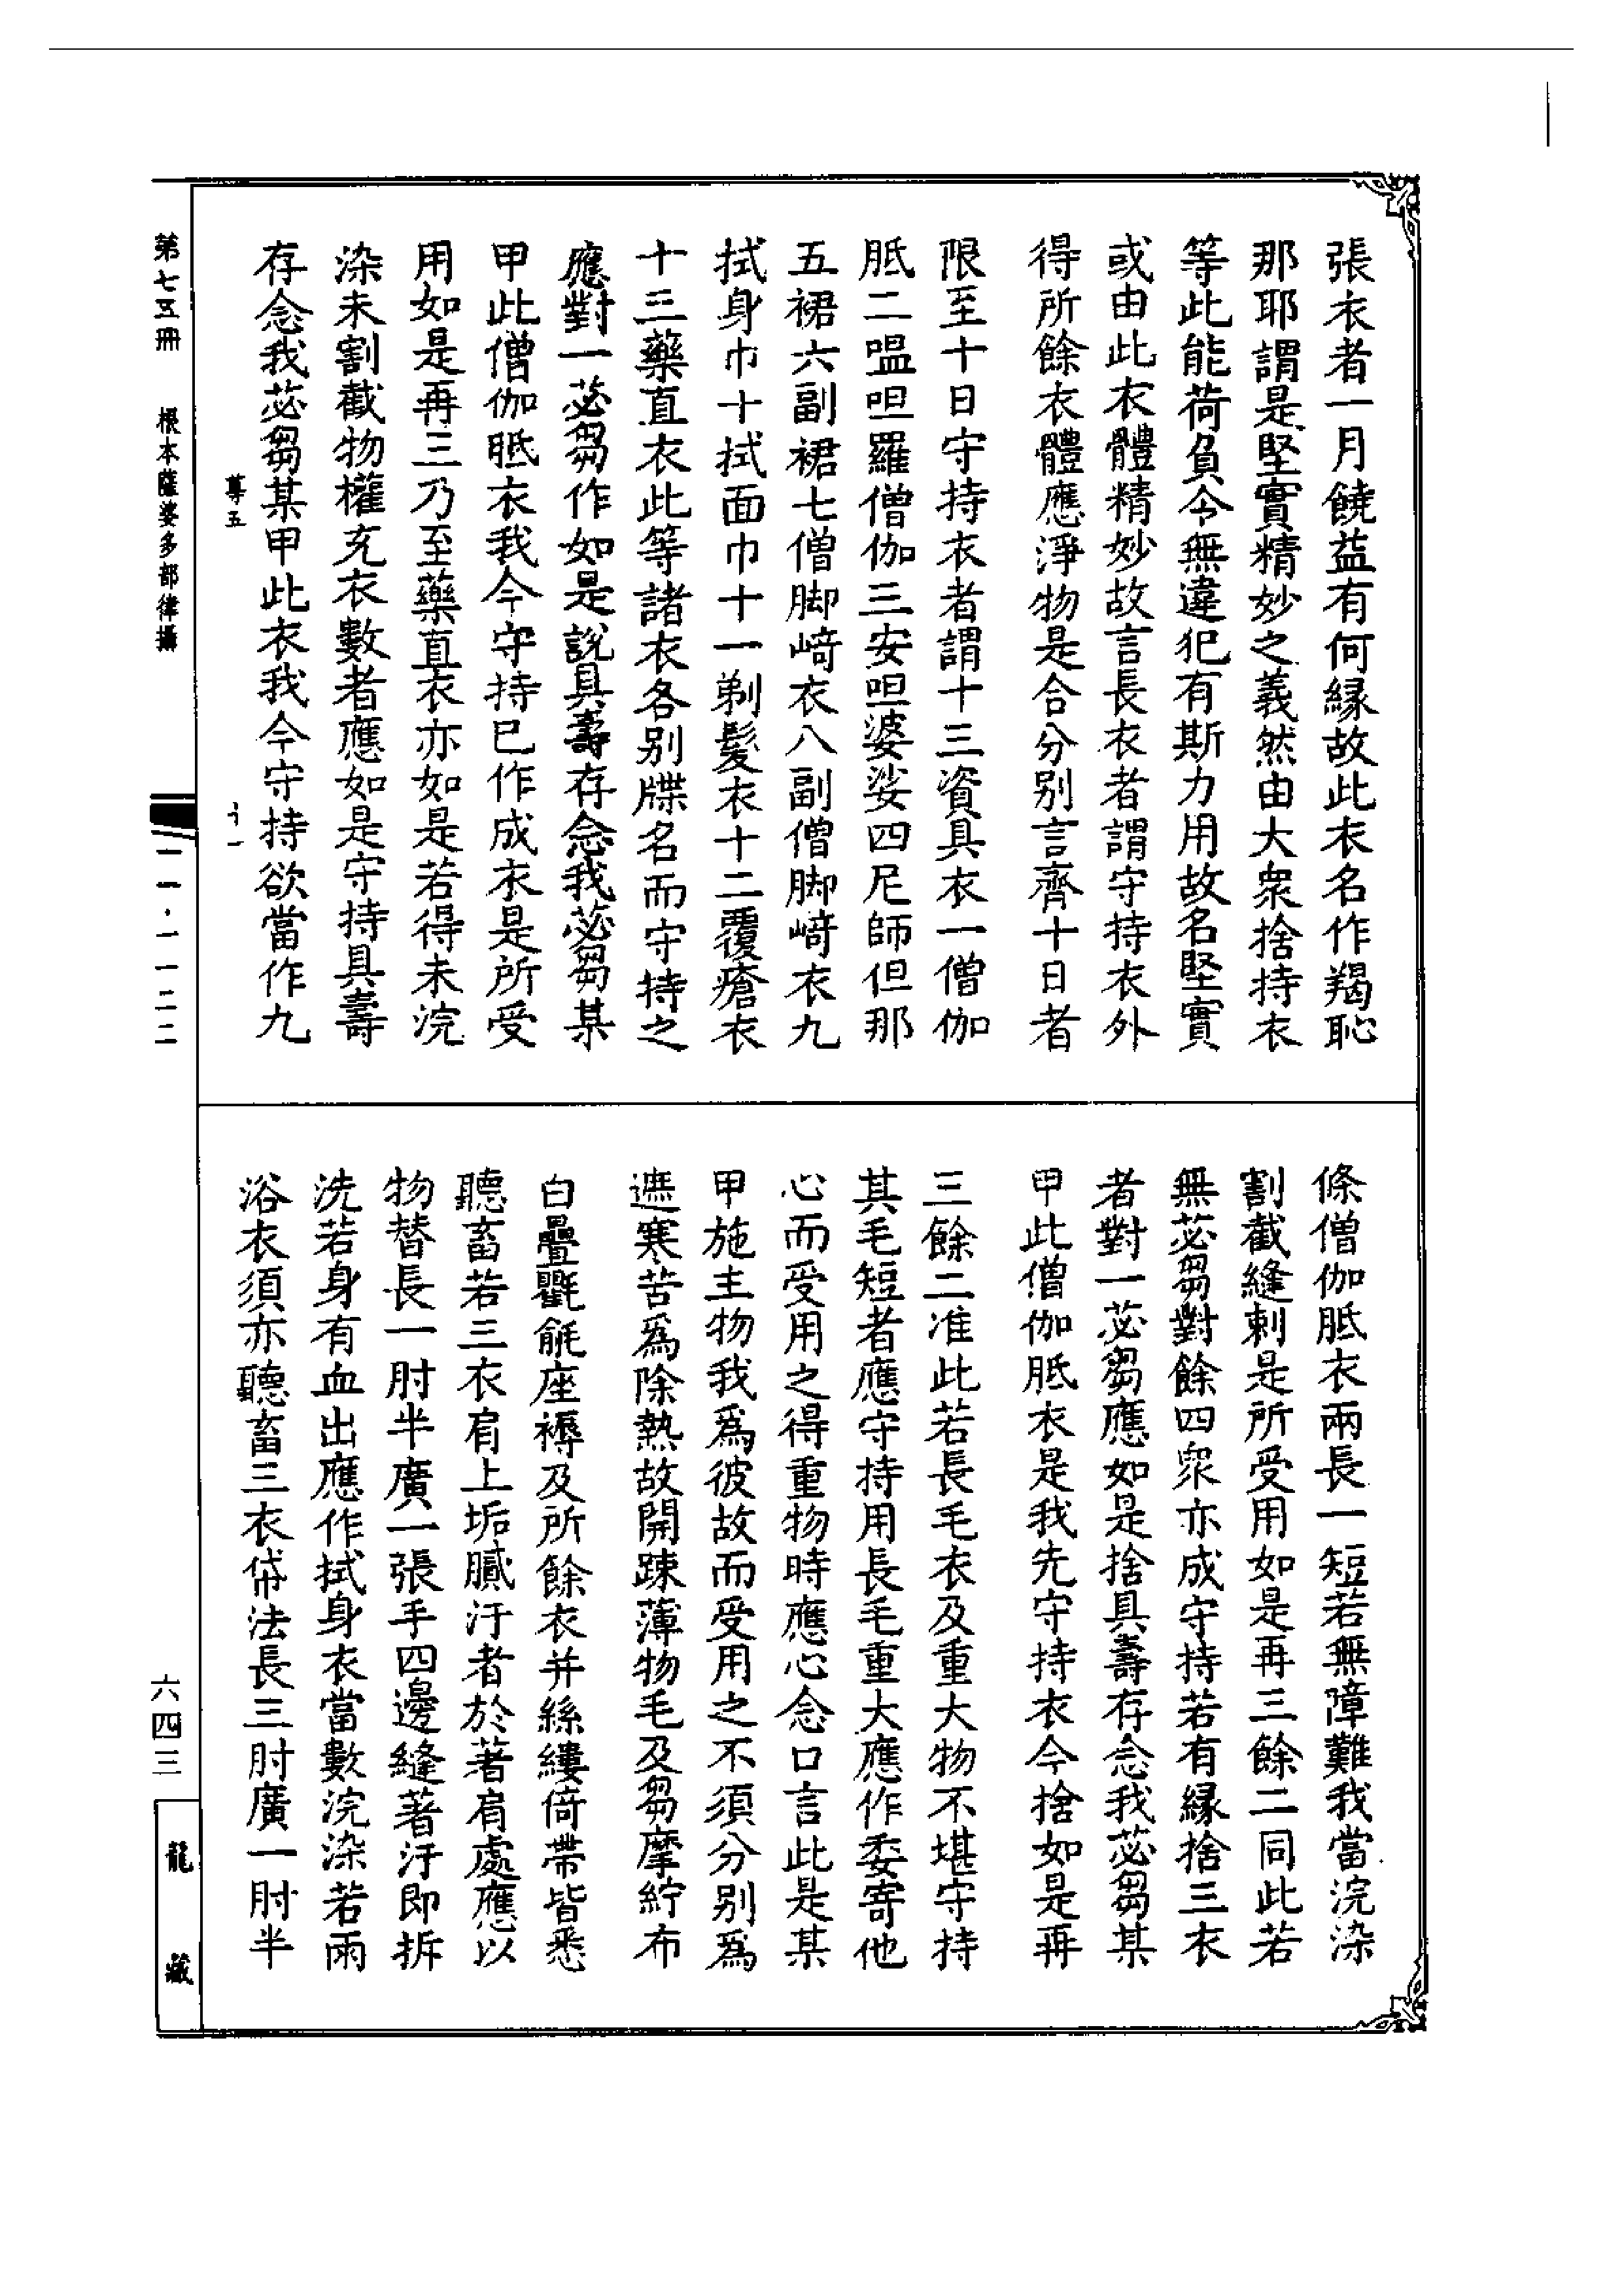 張衣者一月饒益有何緣故此衣名作羯恥
那耶謂是堅實精妙之義然由大衆捨持衣
等此能荷負今無違犯有斯力用故名堅實
或由此衣體精妙故言長衣者謂守持衣外
得所餘衣體應淨物是合分別言齊十日者
限至十日守持衣者謂十三資具衣一僧伽
胝二嗢呾羅僧伽三安呾婆娑四尼師但那
五裙六副裙七僧脚㟢衣八副僧脚㟢衣九
拭身巾十拭面巾十一剃髮衣十二覆瘡衣
十三藥直衣此等諸衣各別牒名而守持之
應對一苾芻作如是說具壽存念我苾芻某
甲此僧伽胝衣我今守持已作成衣是所受
用如是再三乃至藥直衣亦如是若得未浣
染未割截物權充衣數者應如是守持具壽
存念我苾芻某甲此衣我今守持欲當作九
條僧伽胝衣兩長一短若無障難我當浣染
割截縫刺是所受用如是再三餘二同此若
無苾芻對餘四衆亦成守持若有緣捨三衣
者對一苾芻應如是捨具壽存念我苾芻某
甲此僧伽胝衣是我先守持衣今捨如是再
三餘二准此若長毛衣及重大物不堪守持
其毛短者應守持用長毛重大應作委寄他
心而受用之得重物時應心念口言此是某
甲施主物我爲彼故而受用之不須分別爲
遮寒苦爲除熱故開踈薄物毛及芻摩紵布
白疊㲲毹座褥及所餘衣并絲縷倚帶皆悉
聽畜若三衣肩上垢膩汙者於著肩處應以
物替長一肘半廣一張手四邊縫著汙即拆
洗若身有血出應作拭身衣當數浣染若雨
浴衣須亦聽畜三衣帒法長三肘廣一肘半
第七五冊 根本薩婆多部律攝
尊五
一一·一一二二
六四三
龍藏